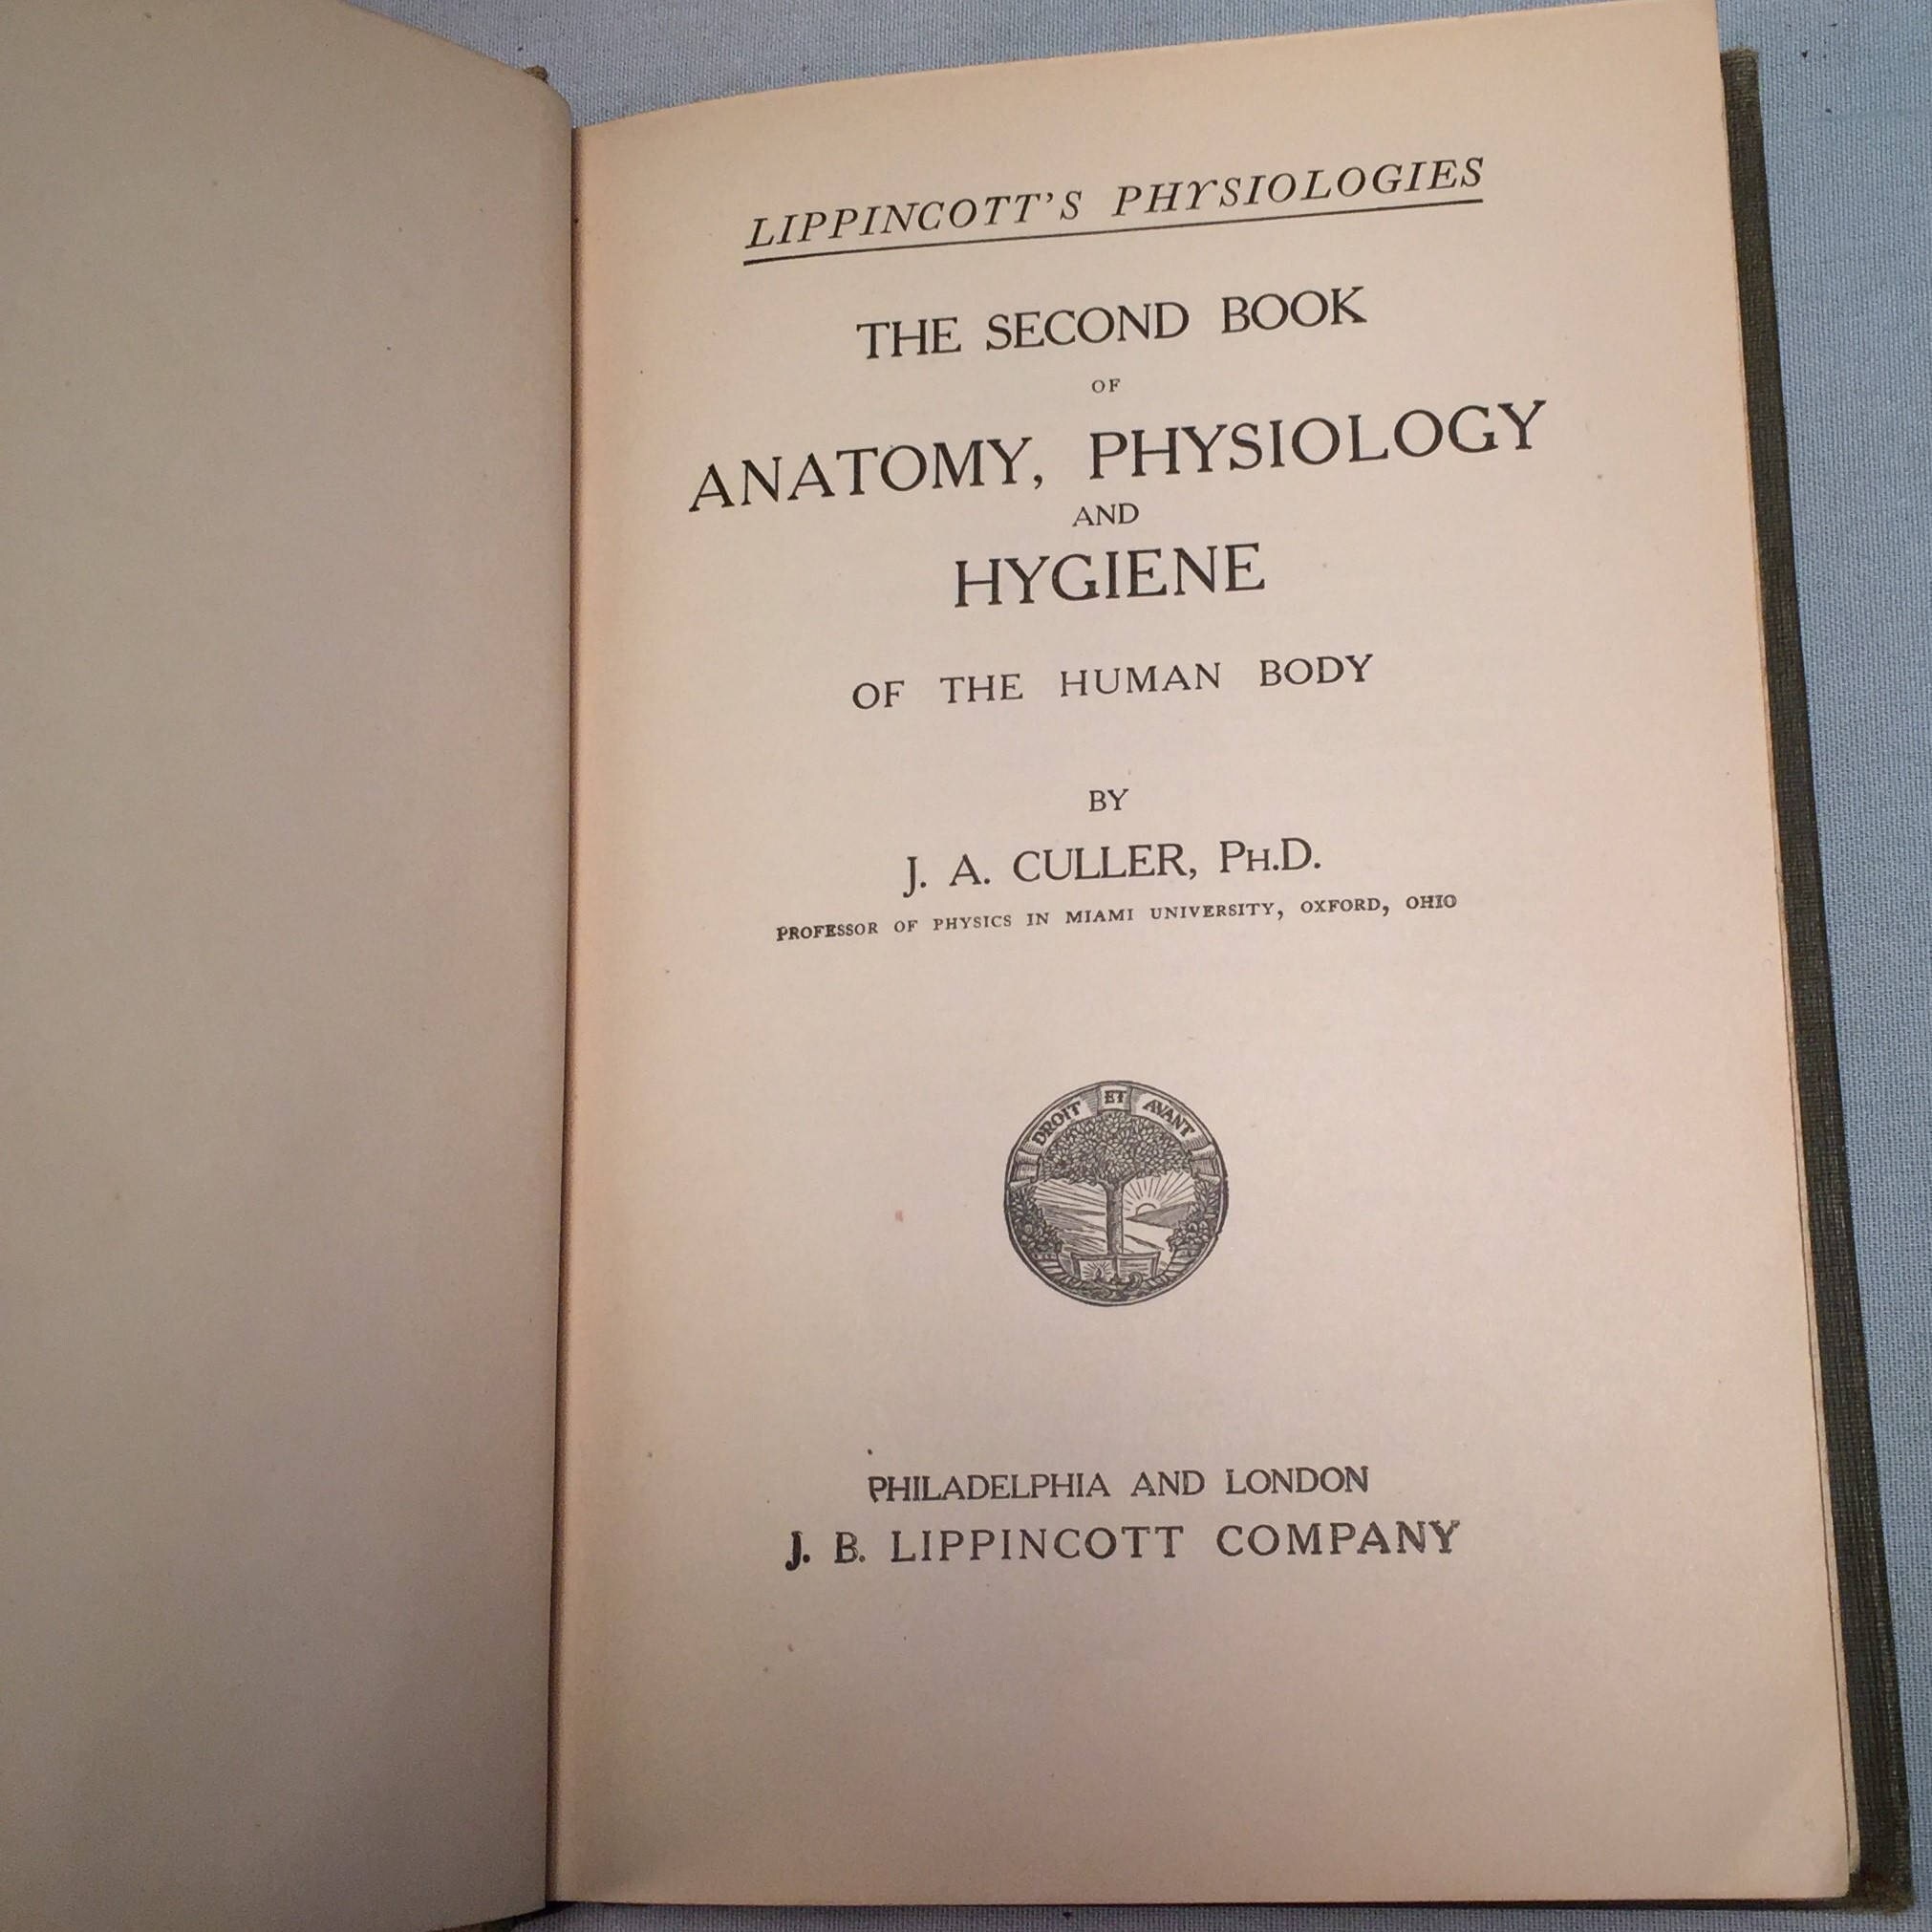 LIPPINCOTT'S PHYSIOLOGIES
THE SECOND BOOK
OF
ANATOMY, PHYSIOLOGY
AND
HYGIENE
OF THE HUMAN BODY
BY
J. A. CULLER, PH.D.
PROFESSOR OF PHYSICS IN MIAMI UNIVERSITY, OXFORD, OHIO
DROIT ET AVANT
PHILADELPHIA AND LONDON
J. B. LIPPINCOTT COMPANY